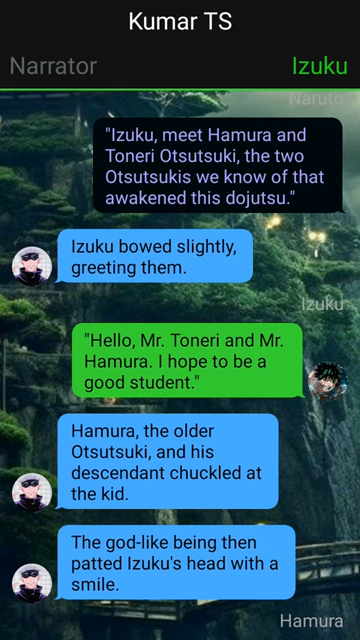 Kumar TS
Narrator
Izuku
Naruto
"Izuku, meet Hamura and
Toneri Otsutsuki, the two
Otsutsukis we know of that
awakened this dojutsu."
Izuku bowed slightly,
greeting them.
Izuku
"Hello, Mr. Toneri and Mr.
Hamura. I hope to be a
good student."
Hamura, the older
Otsutsuki, and his
descendant chuckled at
the kid.
The god-like being then
patted Izuku's head with a
smile.
Hamura